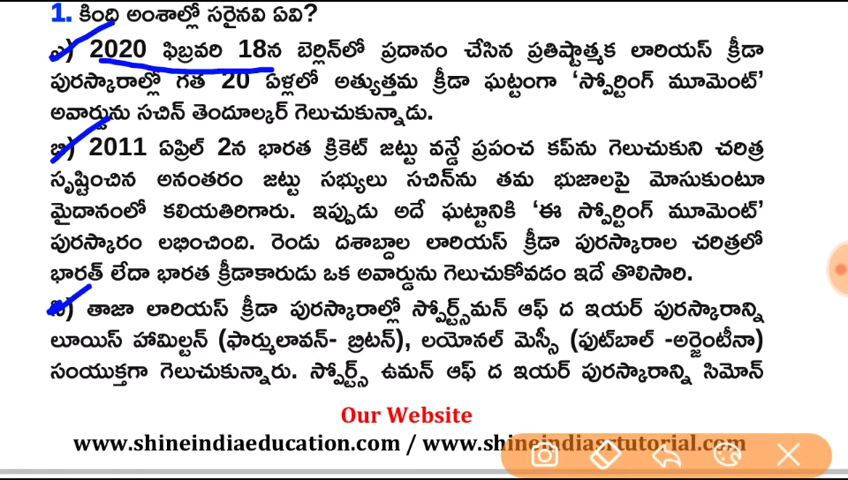 1. కింది అంశాల్లో సరైనవి ఏవి?
ఎ) 2020 ఫిబ్రవరి 18న బెర్లిన్‌లో ప్రదానం చేసిన ప్రతిష్టాత్మక లారియస్ క్రీడా
పురస్కారాల్లో గత 20 ఏళ్లలో అత్యుత్తమ క్రీడా ఘట్టంగా ‘స్పోర్టింగ్ మూమెంట్’
అవార్డును సచిన్ తెందూల్కర్ గెలుచుకున్నాడు.
బి) 2011 ఏప్రిల్ 2న భారత క్రికెట్ జట్టు వన్డే ప్రపంచ కప్‌ను గెలుచుకుని చరిత్ర
సృష్టించిన అనంతరం జట్టు సభ్యులు సచిన్‌ను తమ భుజాలపై మోసుకుంటూ
మైదానంలో కలియతిరిగారు. ఇప్పుడు అదే ఘట్టానికి ‘ఈ స్పోర్టింగ్ మూమెంట్’
పురస్కారం లభించింది. రెండు దశాబ్దాల లారియస్ క్రీడా పురస్కారాల చరిత్రలో
భారత్ లేదా భారత క్రీడాకారుడు ఒక అవార్డును గెలుచుకోవడం ఇదే తొలిసారి.
సి) తాజా లారియస్ క్రీడా పురస్కారాల్లో స్పోర్ట్స్‌మన్ ఆఫ్ ద ఇయర్ పురస్కారాన్ని
లూయిస్ హామిల్టన్ (ఫార్ములావన్- బ్రిటన్), లయోనల్ మెస్సీ (ఫుట్‌బాల్ -అర్జెంటీనా)
సంయుక్తగా గెలుచుకున్నారు. స్పోర్ట్స్ ఉమన్ ఆఫ్ ద ఇయర్ పురస్కారాన్ని సిమోన్
Our Website
www.shineindiaeducation.com / www.shineindiasrtutorial.com